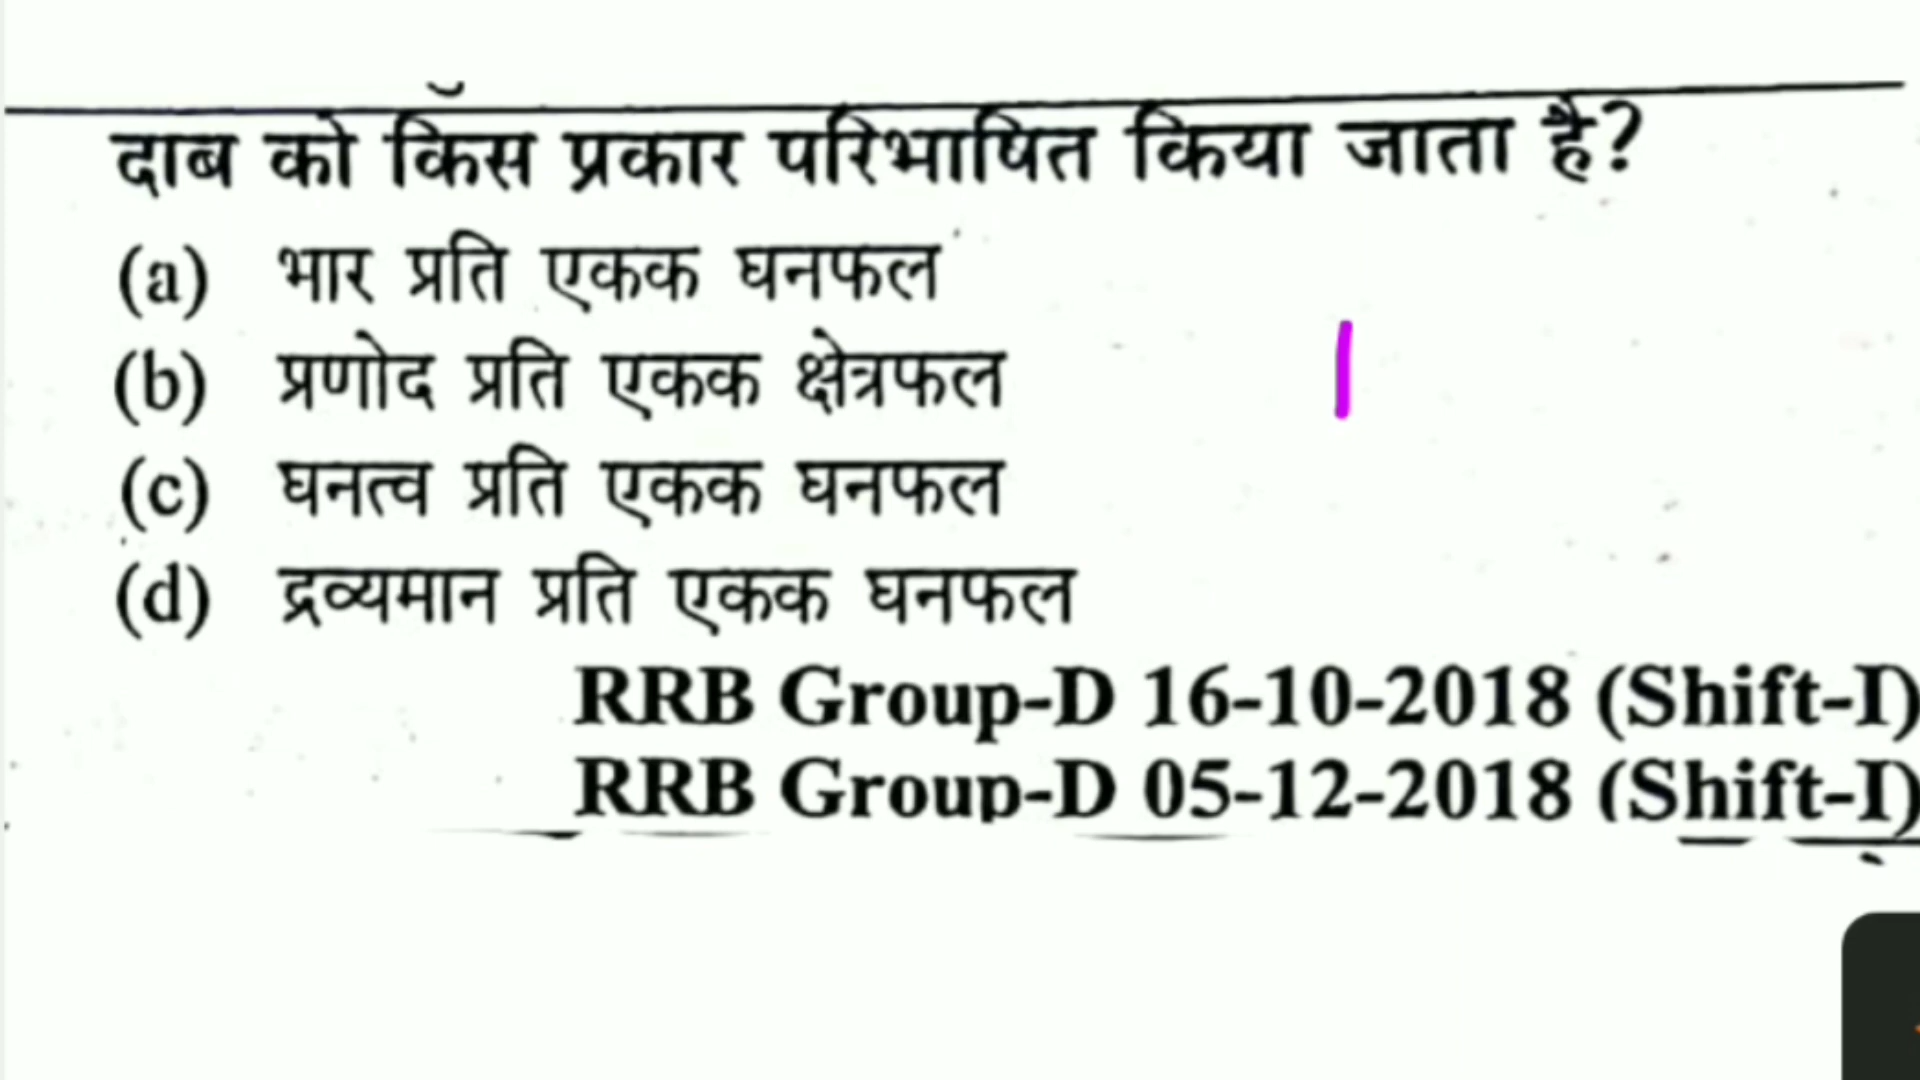 दाब को किस प्रकार परिभाषित किया जाता है?
(a) भार प्रति एकक घनफल
(b) प्रणोद प्रति एकक क्षेत्रफल
(c) घनत्व प्रति एकक घनफल
(d) द्रव्यमान प्रति एकक घनफल
RRB Group-D 16-10-2018 (Shift-I)
RRB Group-D 05-12-2018 (Shift-I)